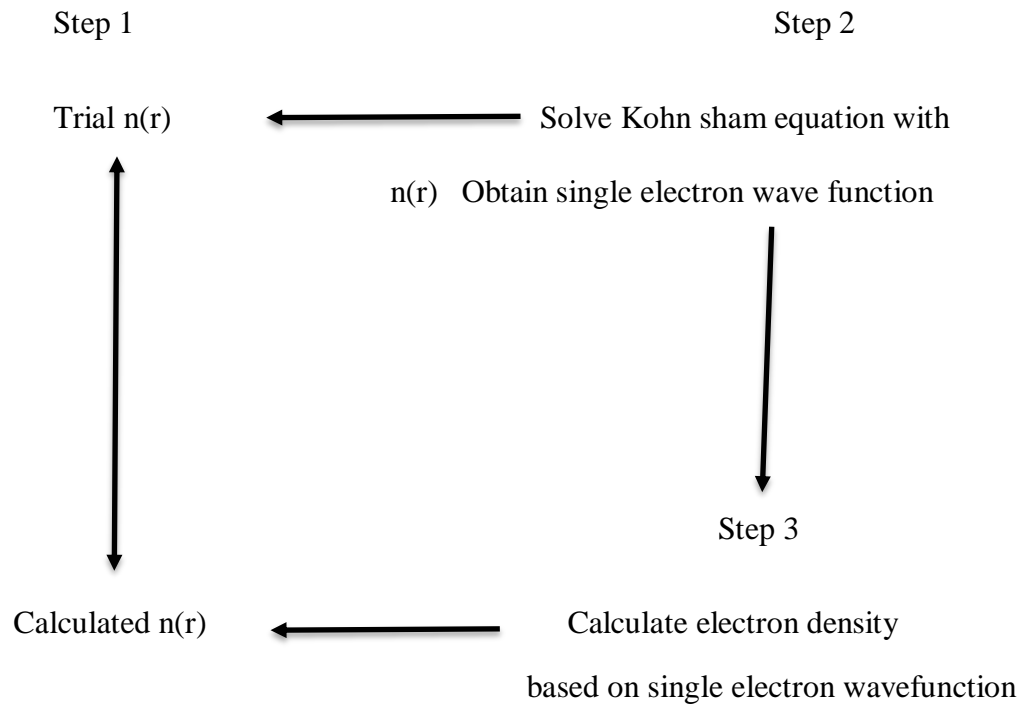 Step 1 Step 2
Trial n(r) Solve Kohn sham equation with
n(r) Obtain single electron wave function
Step 3
Calculated n(r) Calculate electron density
based on single electron wavefunction